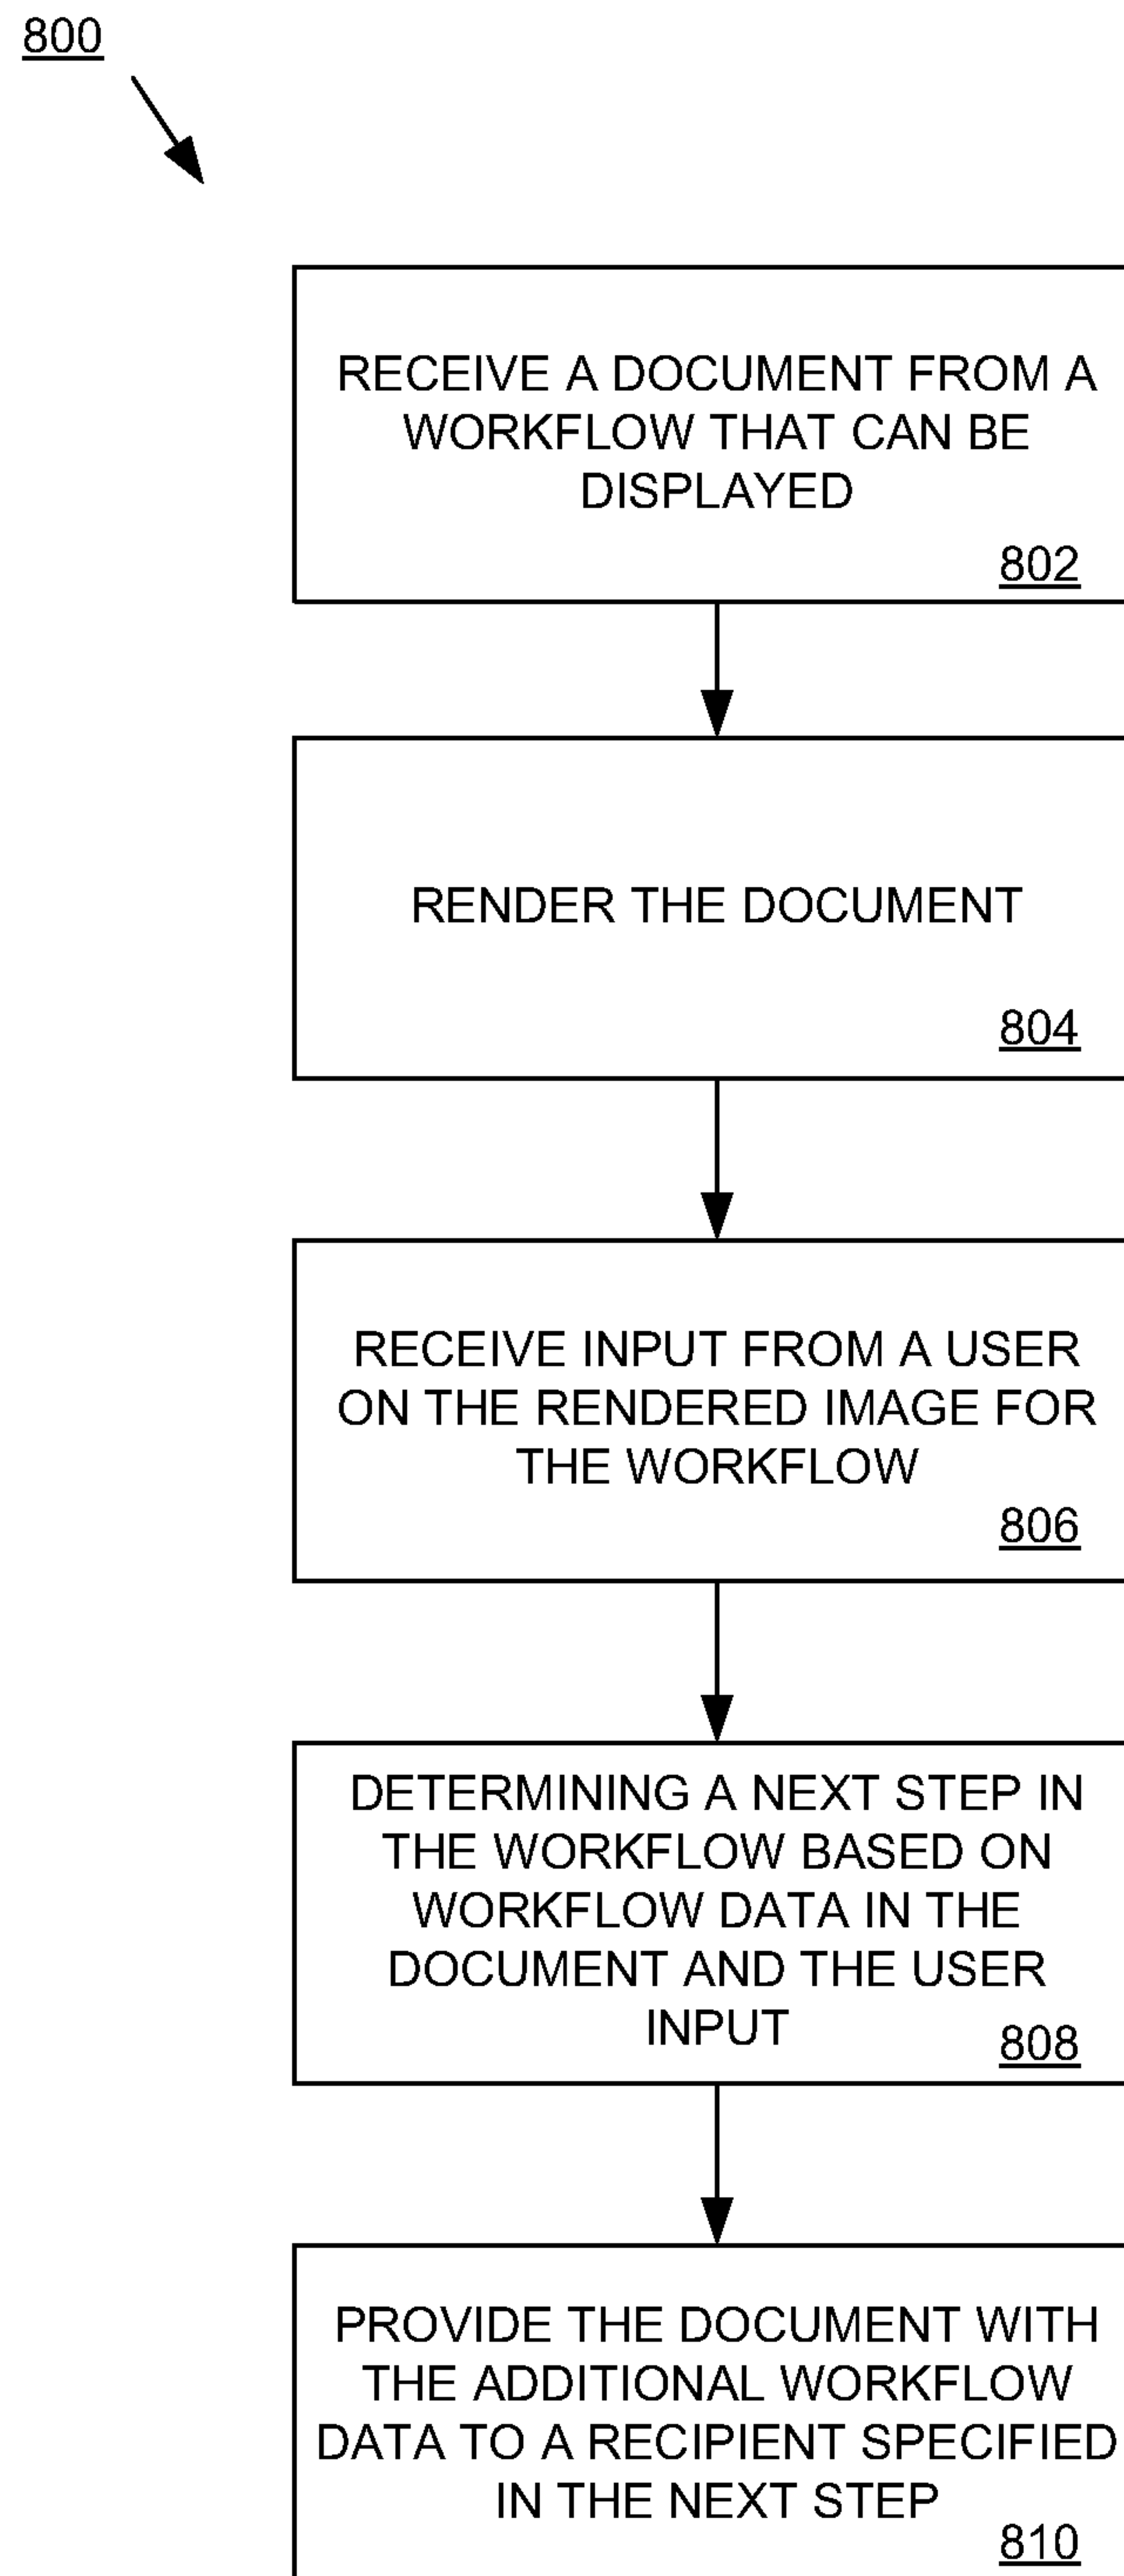 800
RECEIVE A DOCUMENT FROM A
WORKFLOW THAT CAN BE
DISPLAYED
802
RENDER THE DOCUMENT
804
RECEIVE INPUT FROM A USER
ON THE RENDERED IMAGE FOR
THE WORKFLOW
806
DETERMINING A NEXT STEP IN
THE WORKFLOW BASED ON
WORKFLOW DATA IN THE
DOCUMENT AND THE USER
INPUT
808
PROVIDE THE DOCUMENT WITH
THE ADDITIONAL WORKFLOW
DATA TO A RECIPIENT SPECIFIED
IN THE NEXT STEP
810